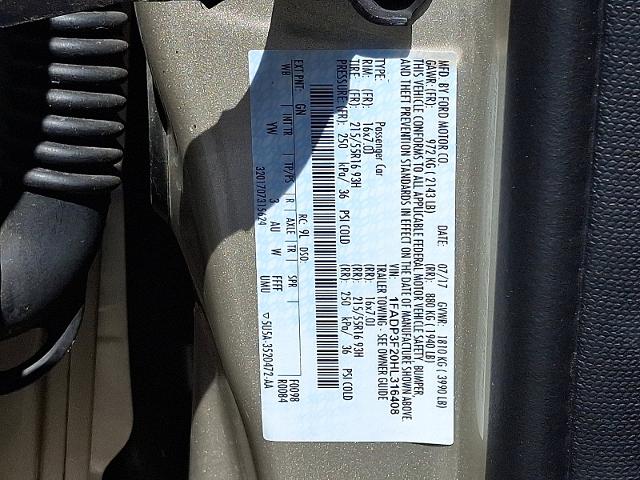 MFD. BY FORD MOTOR CO. DATE: 07/17 GVWR: 1810 KG ( 3990 LB)
GAWR: (FR): 972 KG ( 2143 LB) (RR): 880 KG ( 1940 LB)
THIS VEHICLE CONFORMS TO ALL APPLICABLE FEDERAL MOTOR VEHICLE SAFETY, BUMPER,
AND THEFT PREVENTION STANDARDS IN EFFECT ON THE DATE OF MANUFACTURE SHOWN ABOVE.
VIN: 1FADP3F20HL316408
TYPE: Passenger Car TRAILER TOWING - SEE OWNER GUIDE
RIM: (FR): 16x7.0J (RR): 16x7.0J
TIRE (FR): 215/55R16 93H (RR): 215/55R16 93H
PRESSURE (FR): 250 kPa/ 36 PSI COLD (RR): 250 kPa/ 36 PSI COLD
F0098
R0084
RC: 9L DSO:
EXT PNT: GN INT TR TP/PS R AXLE TR SPR
WB YW 3 AU W FFFF
UNWI
3201707315624
▽ 5U5A-3520472-AA